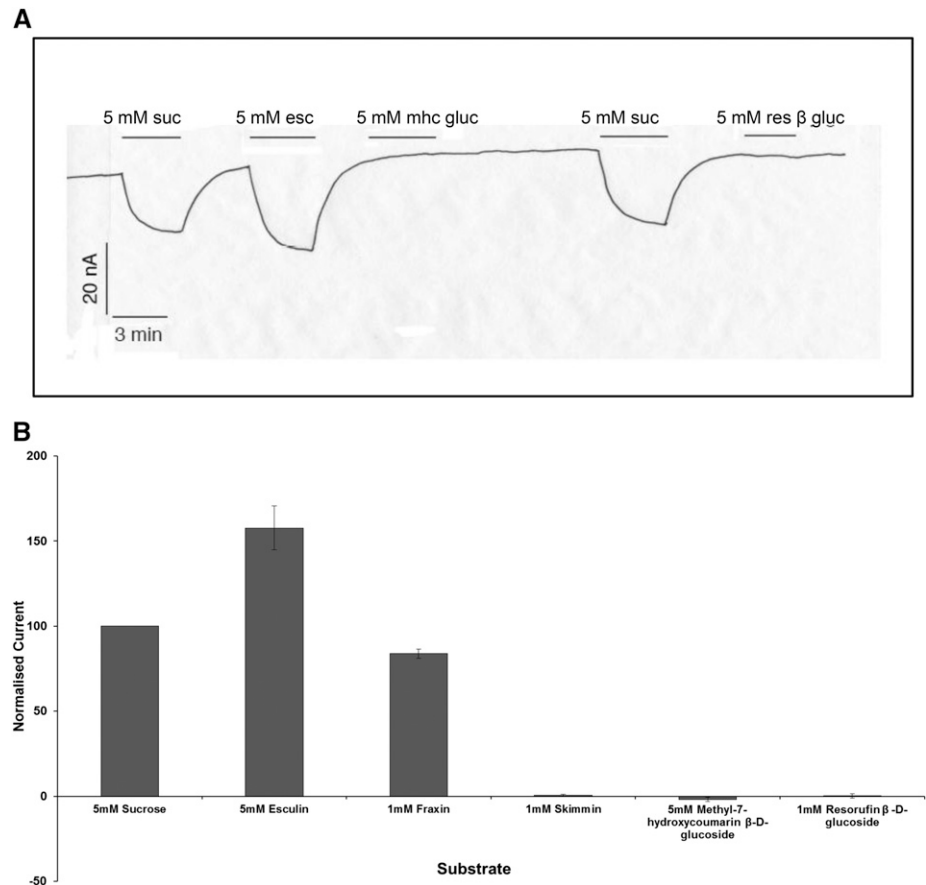 A
5 mM suc 5 mM esc 5 mM mhc gluc 5 mM suc 5 mM res β gluc
20 nA
3 min
B
200
150
100
50
0
-50
Normalised Current
5mM Sucrose 5mM Esculin 1mM Fraxin 1mM Skimmin 5mM Methyl-7- 1mM Resorufin β -D-
hydroxycoumarin β-D- glucoside
glucoside
Substrate